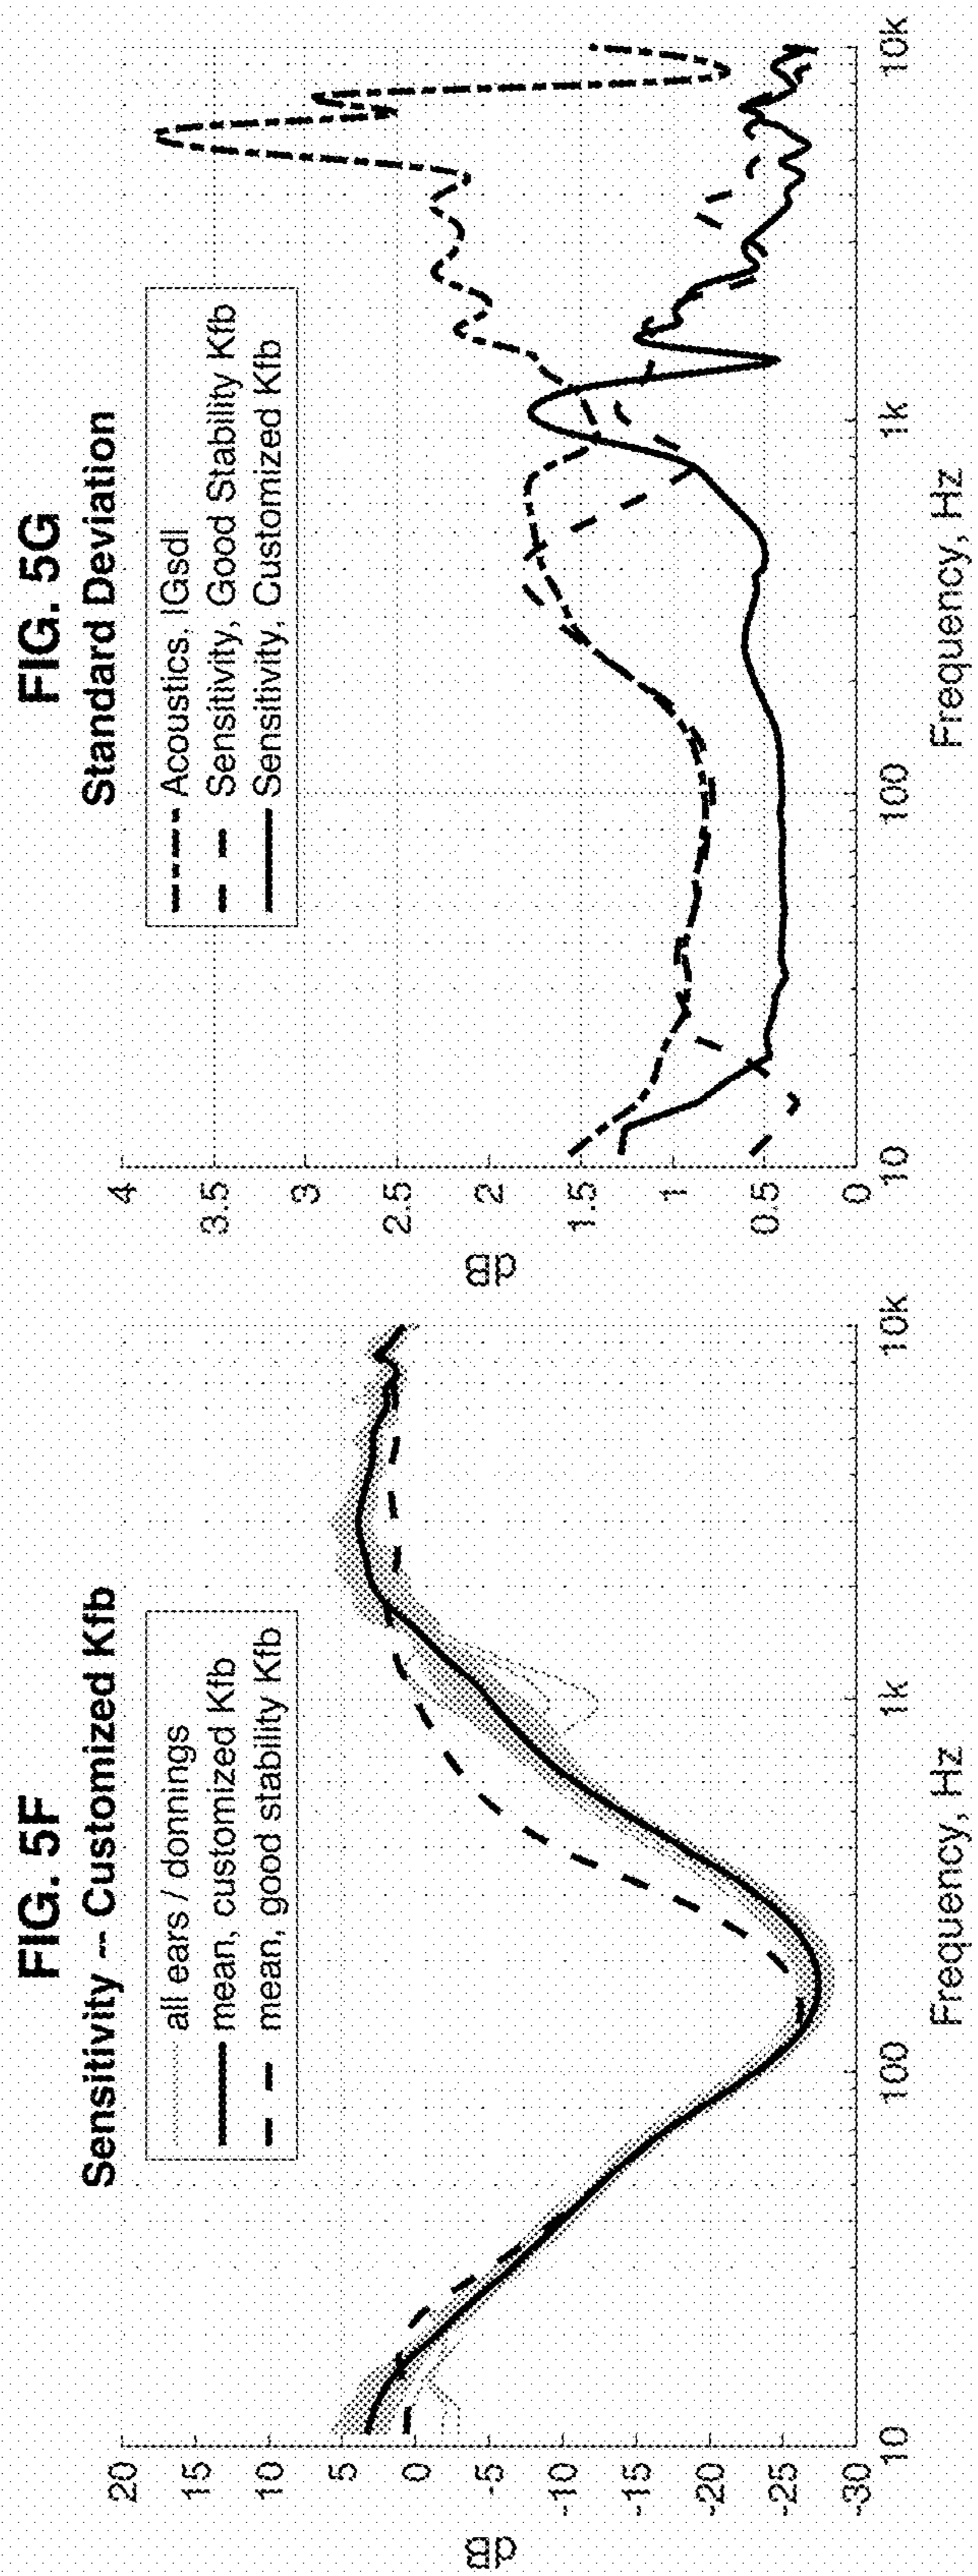 FIG. 5F
Sensitivity -- Customized Kfb
all ears / donnings
mean, customized Kfb
mean, good stability Kfb
dB
20
15
10
5
0
-5
-10
-15
-20
-25
-30
10
100
1k
10k
Frequency, Hz
FIG. 5G
Standard Deviation
Acoustics. |Gsd|
Sensitivity, Good Stability Kfb
Sensitivity, Customized Kfb
dB
4
3.5
3
2.5
2
1.5
1
0.5
0
10
100
1k
10k
Frequency, Hz